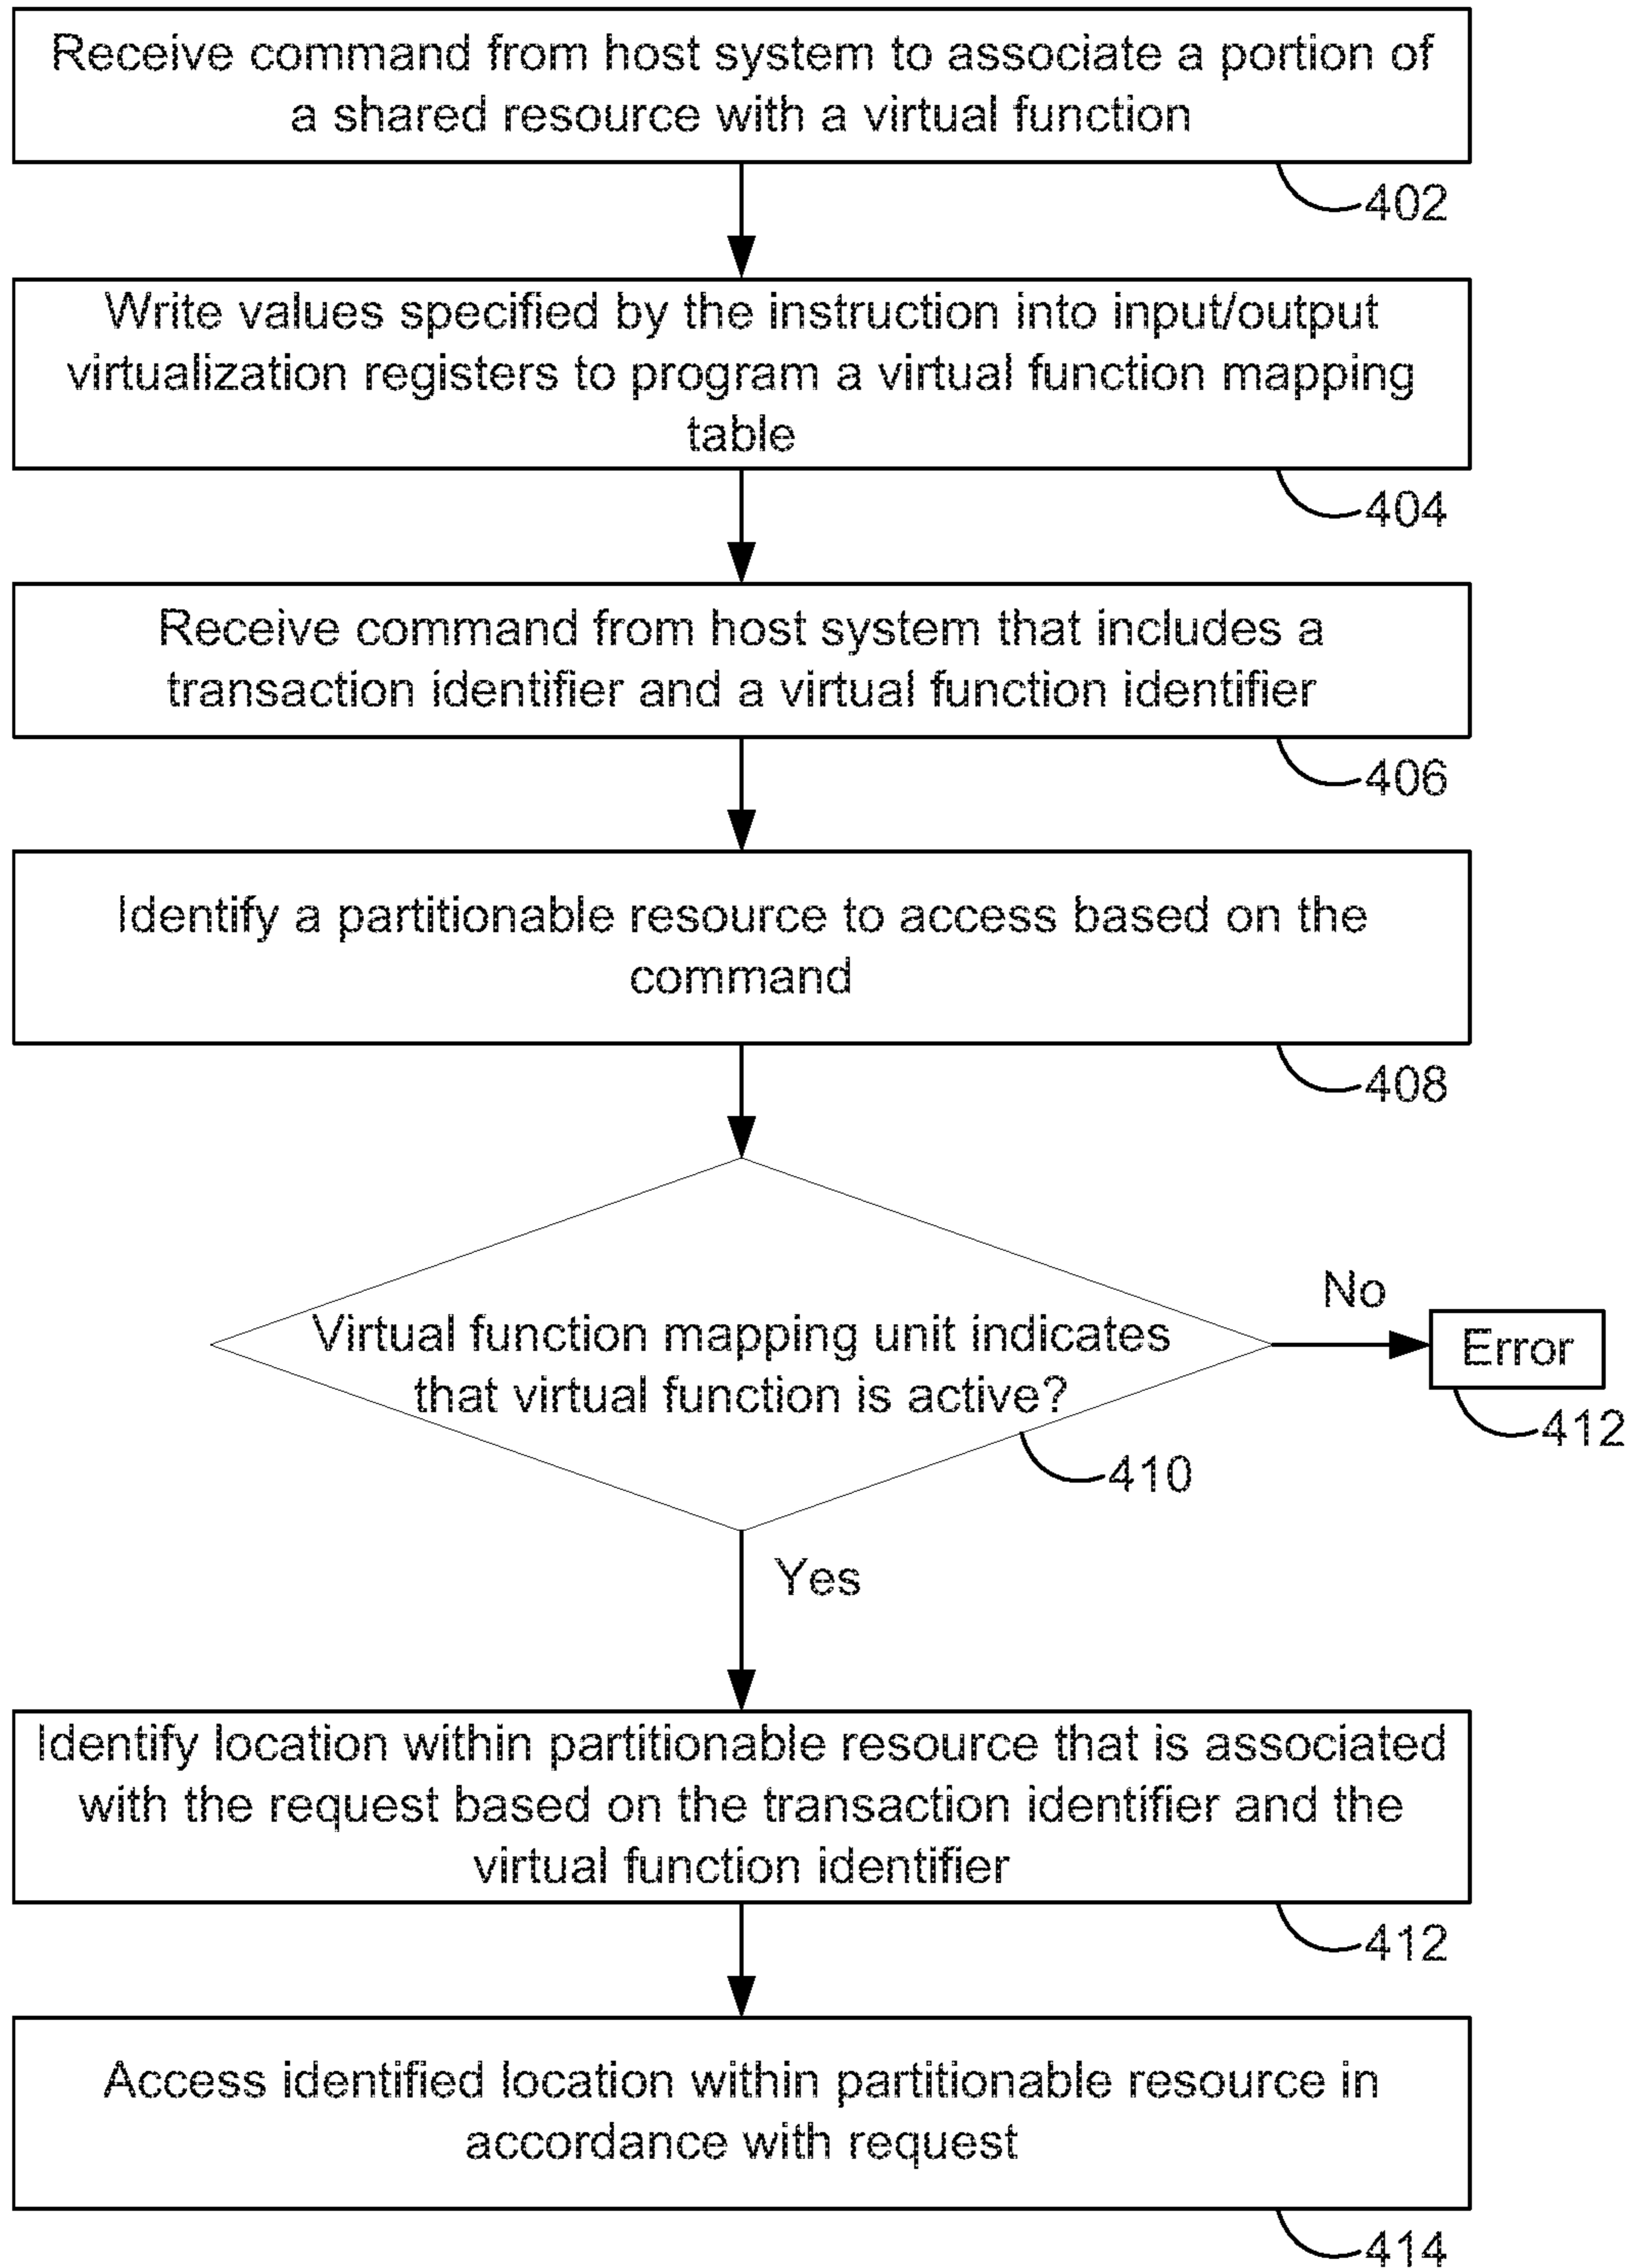 Receive command from host system to associate a portion of
a shared resource with a virtual function
402
Write values specified by the instruction into input/output
virtualization registers to program a virtual function mapping
table
404
Receive command from host system that includes a
transaction identifier and a virtual function identifier
406
Identify a partitionable resource to access based on the
command
408
Virtual function mapping unit indicates
that virtual function is active?
410
No
Error
412
Yes
Identify location within partitionable resource that is associated
with the request based on the transaction identifier and the
virtual function identifier
412
Access identified location within partitionable resource in
accordance with request
414